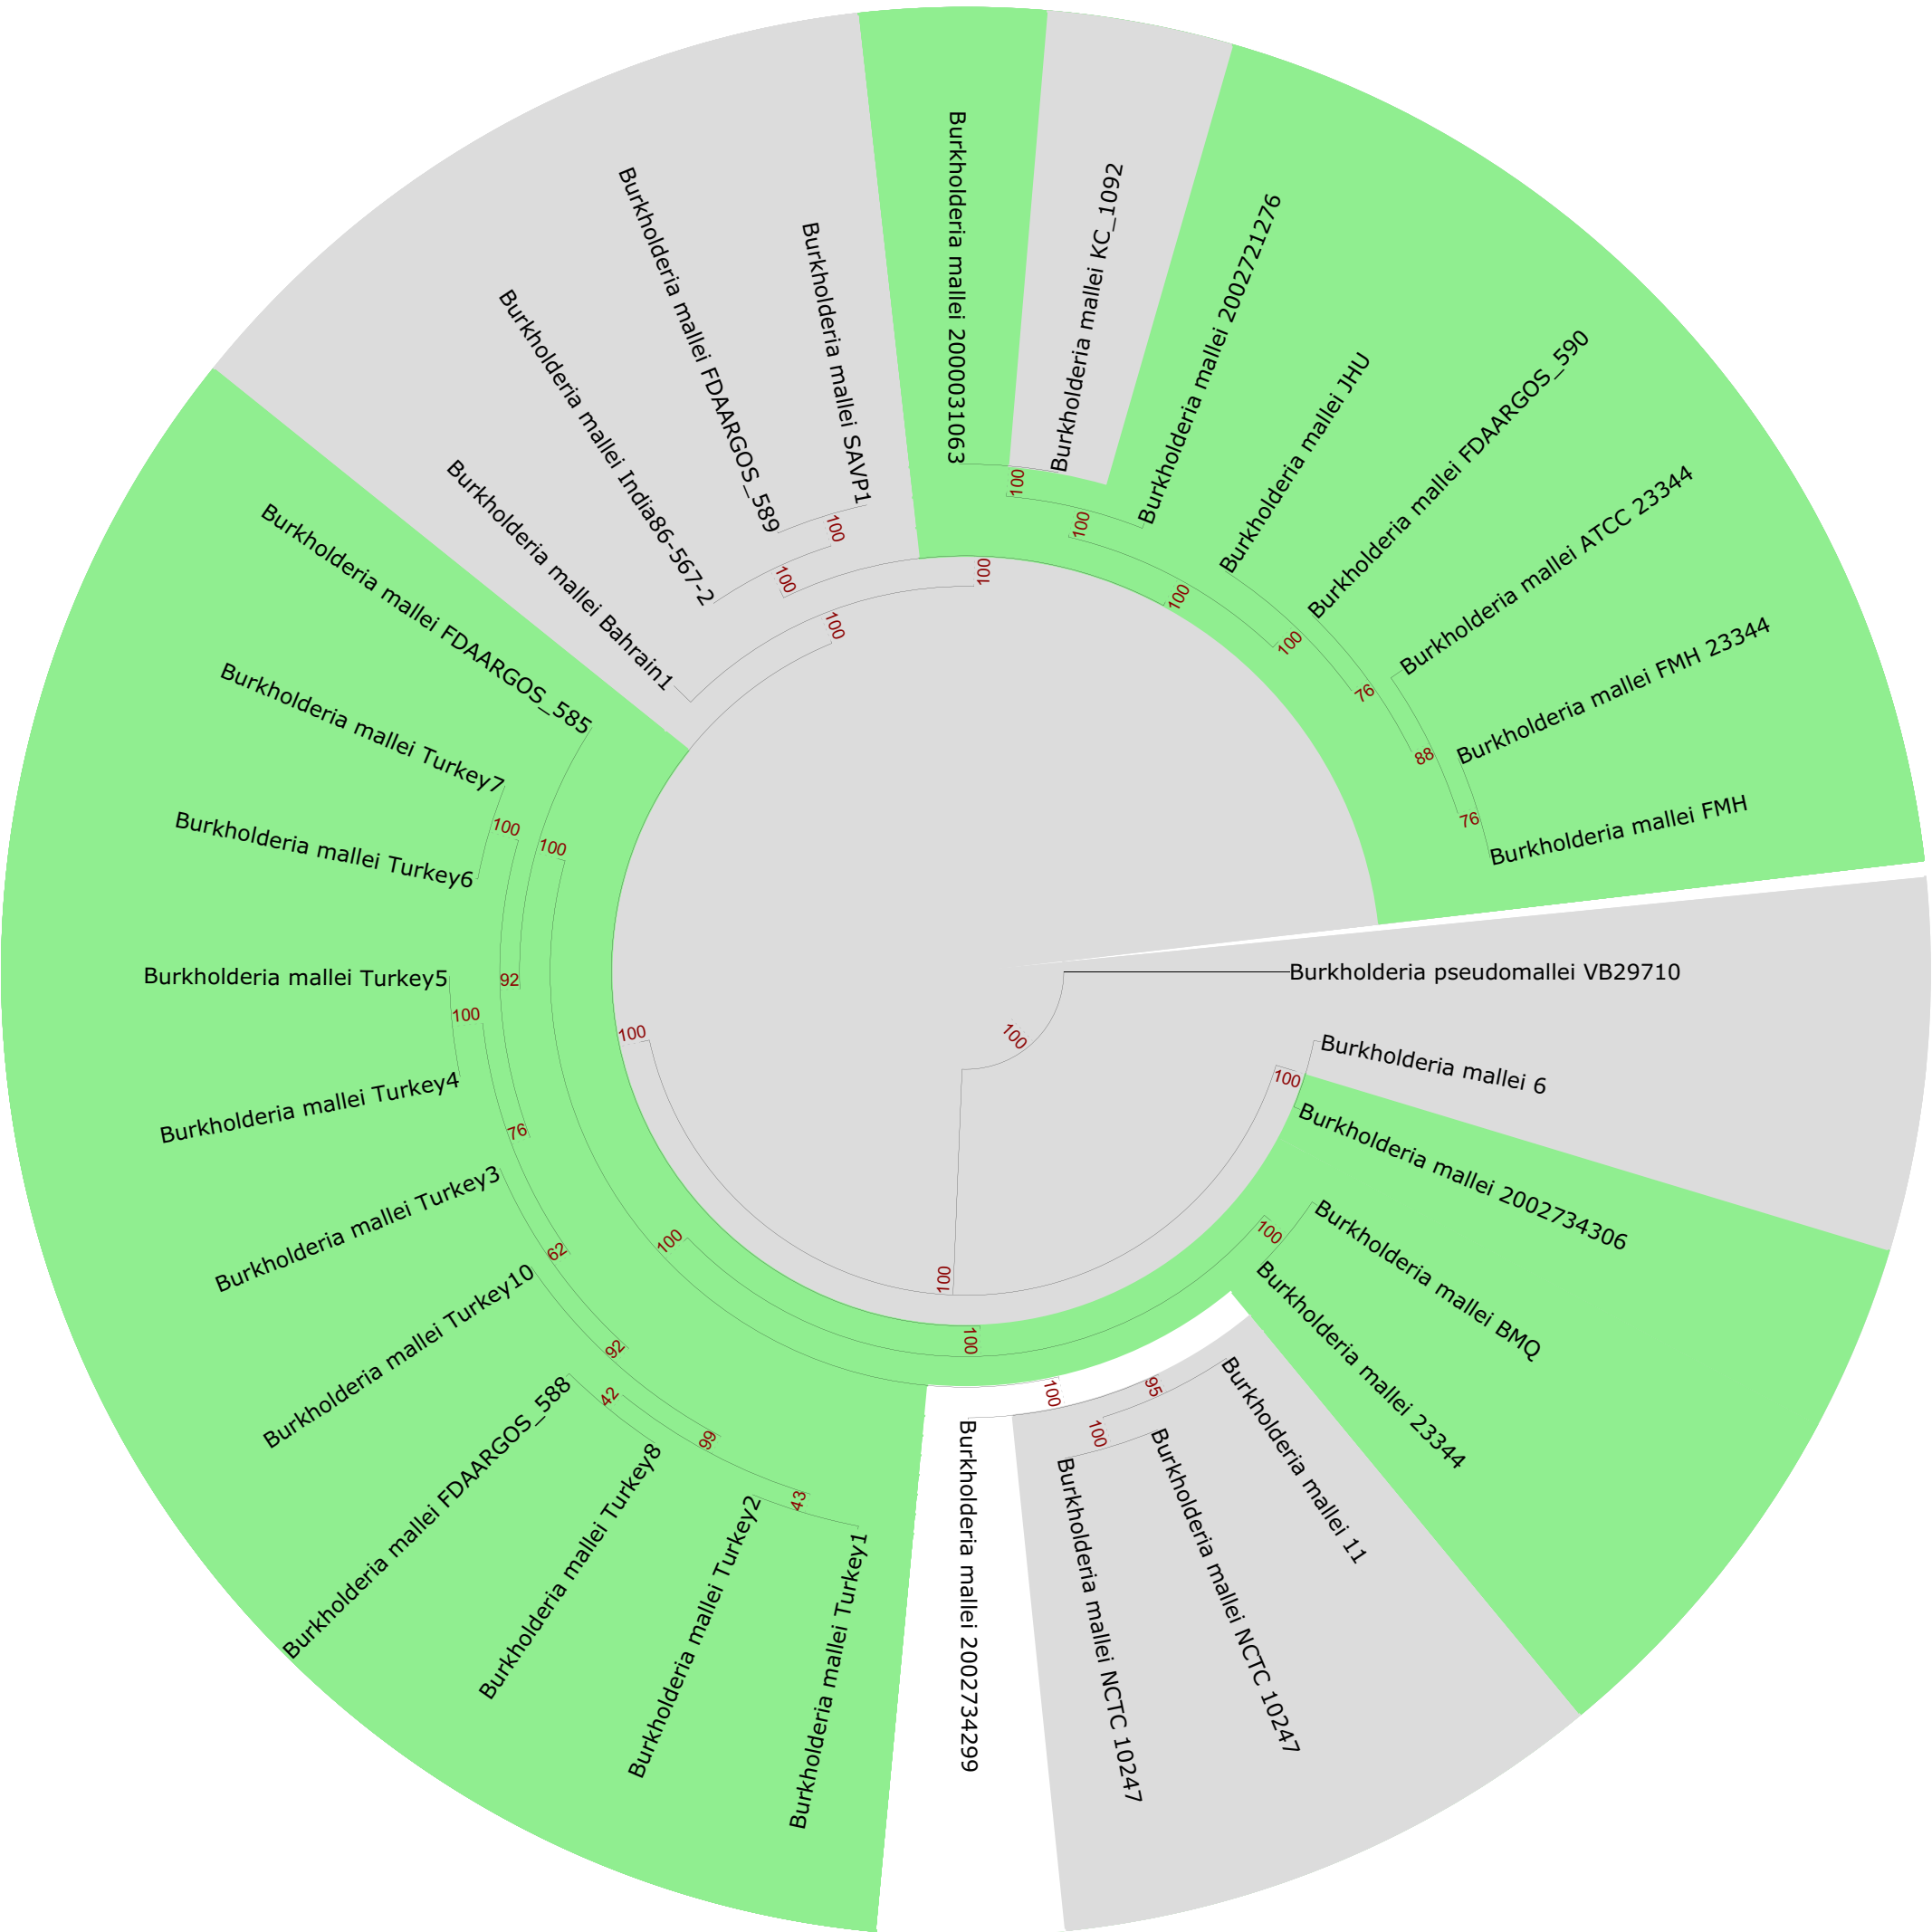 Burkholderia mallei 2000031063
Burkholderia mallei KC_1092
Burkholderia mallei 2002721276
Burkholderia mallei JHU
Burkholderia mallei FDAARGOS_590
Burkholderia mallei ATCC 23344
Burkholderia mallei FMH 23344
Burkholderia mallei FMH
Burkholderia pseudomallei VB29710
Burkholderia mallei 6
Burkholderia mallei 2002734306
Burkholderia mallei BMQ
Burkholderia mallei 23344
Burkholderia mallei 11
Burkholderia mallei NCTC 10247
Burkholderia mallei NCTC 10247
Burkholderia mallei 2002734299
Burkholderia mallei Turkey1
Burkholderia mallei Turkey2
Burkholderia mallei Turkey8
Burkholderia mallei FDAARGOS_588
Burkholderia mallei Turkey10
Burkholderia mallei Turkey3
Burkholderia mallei Turkey4
Burkholderia mallei Turkey5
Burkholderia mallei Turkey6
Burkholderia mallei Turkey7
Burkholderia mallei FDAARGOS_585
Burkholderia mallei Bahrain1
Burkholderia mallei India86-567-2
Burkholderia mallei FDAARGOS_589
Burkholderia mallei SAVP1
100
100
100
100
76
88
76
100
100
100
100
100
100
100
92
100
76
62
92
42
99
43
100
100
100
95
100
100
100
100
100